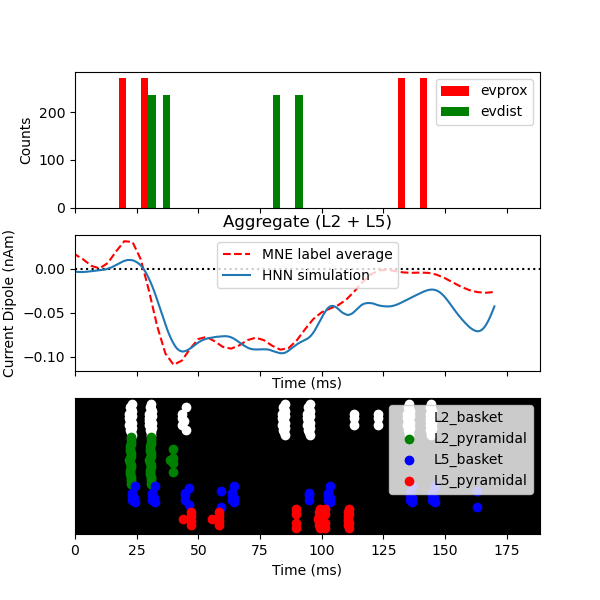 evprox
evdist
200
100
0
Counts
Aggregate (L2 + L5)
MNE label average
HNN simulation
0.00
−0.05
−0.10
Current Dipole (nAm)
Time (ms)
L2_basket
L2_pyramidal
L5_basket
L5_pyramidal
0 25 50 75 100 125 150 175
Time (ms)